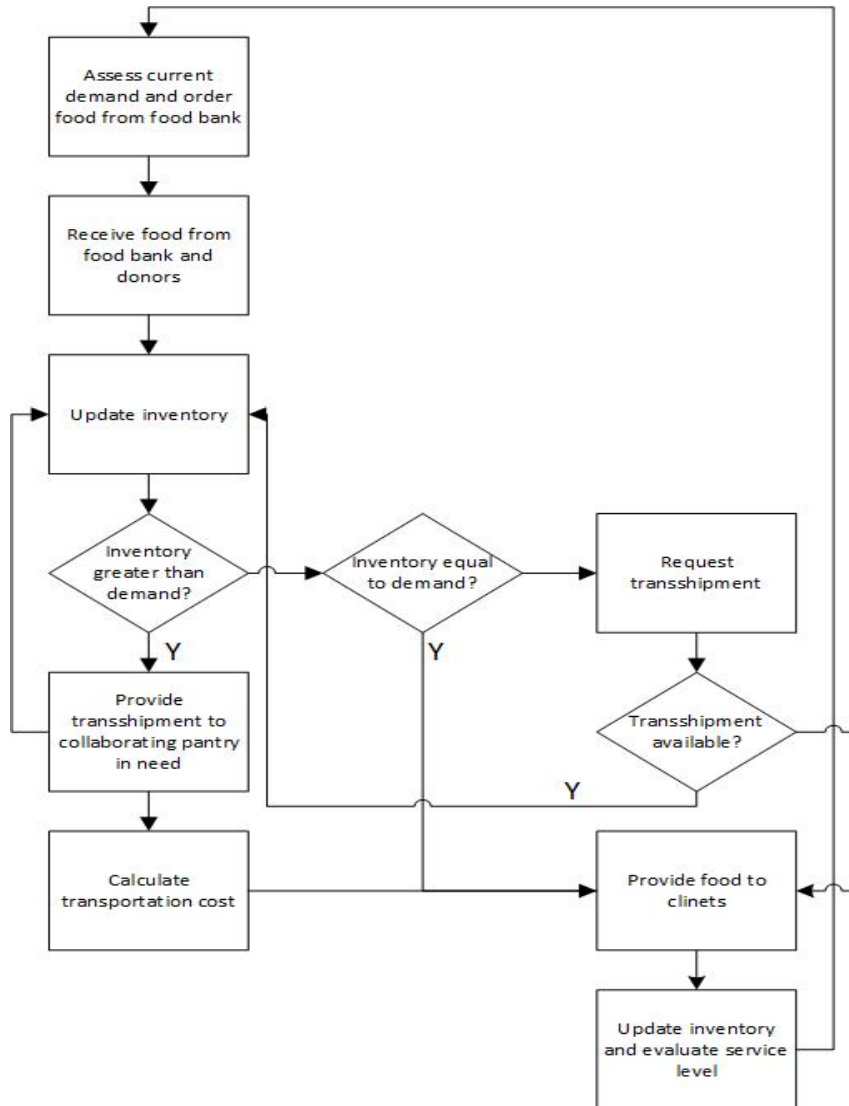 Assess current
demand and order
food from food bank
Receive food from
food bank and
donors
Update inventory
Inventory
greater than
demand?
Inventory equal
to demand?
Request
transshipment
Y
Y
Provide
transshipment to
collaborating pantry
in need
Transshipment
available?
Y
Calculate
transportation cost
Provide food to
clinets
Update inventory
and evaluate service
level